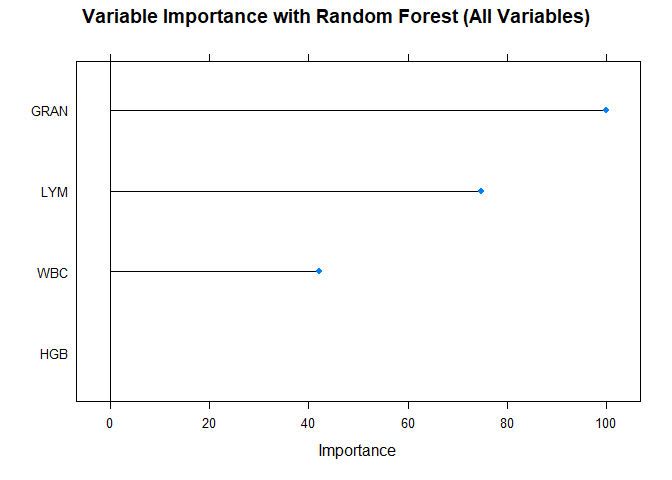 Variable Importance with Random Forest (All Variables)
GRAN
LYM
WBC
HGB
0 20 40 60 80 100
Importance